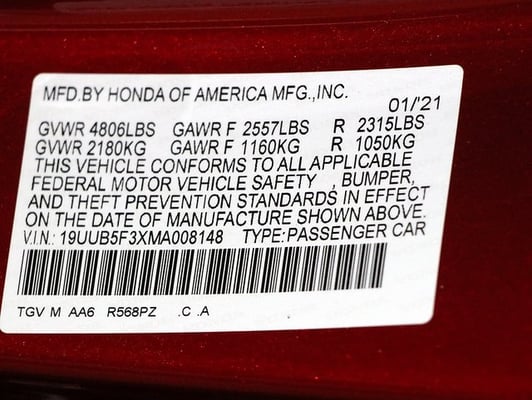 MFD.BY HONDA OF AMERICA MFG.,INC.
01/'21
GVWR 4806LBS GAWR F 2557LBS R 2315LBS
GVWR 2180KG GAWR F 1160KG R 1050KG
THIS VEHICLE CONFORMS TO ALL APPLICABLE
FEDERAL MOTOR VEHICLE SAFETY , BUMPER,
AND THEFT PREVENTION STANDARDS IN EFFECT
ON THE DATE OF MANUFACTURE SHOWN ABOVE.
V.I.N.: 19UUB5F3XMA008148 TYPE:PASSENGER CAR
TGV M AA6 R568PZ .C .A